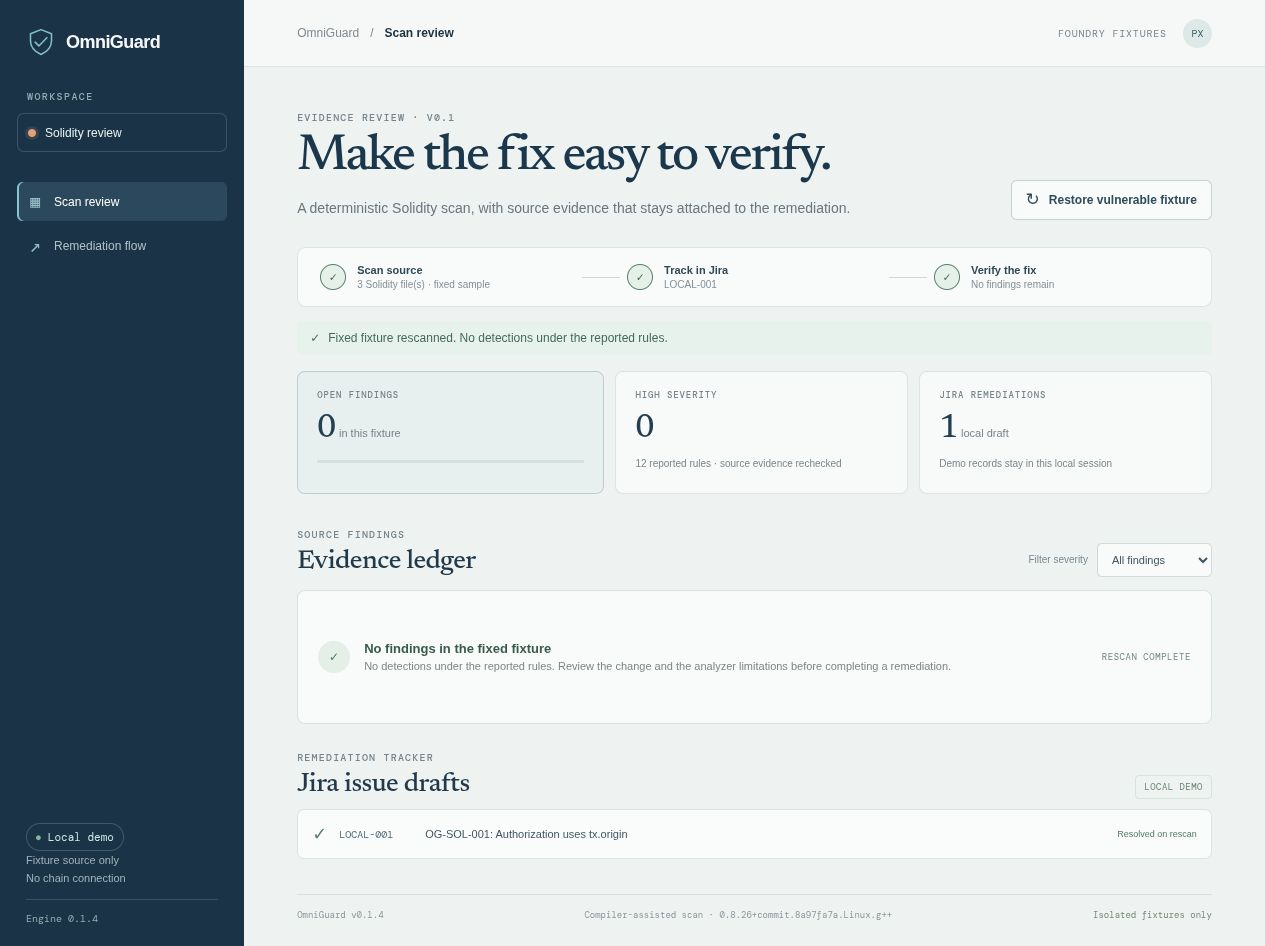 OmniGuard
WORKSPACE
Solidity review
Scan review
Remediation flow
Local demo
Fixture source only
No chain connection
Engine 0.1.4
OmniGuard / Scan review
FOUNDRY FIXTURES
PX
EVIDENCE REVIEW · V0.1
Make the fix easy to verify.
A deterministic Solidity scan, with source evidence that stays attached to the remediation.
Restore vulnerable fixture
Scan source
3 Solidity file(s) · fixed sample
Track in Jira
LOCAL-001
Verify the fix
No findings remain
Fixed fixture rescanned. No detections under the reported rules.
OPEN FINDINGS
0 in this fixture
HIGH SEVERITY
0
12 reported rules · source evidence rechecked
JIRA REMEDIATIONS
1 local draft
Demo records stay in this local session
SOURCE FINDINGS
Evidence ledger
Filter severity
All findings
No findings in the fixed fixture
No detections under the reported rules. Review the change and the analyzer limitations before completing a remediation.
RESCAN COMPLETE
REMEDIATION TRACKER
Jira issue drafts
LOCAL DEMO
LOCAL-001
OG-SOL-001: Authorization uses tx.origin
Resolved on rescan
OmniGuard v0.1.4
Compiler-assisted scan · 0.8.26+commit.8a97fa7a.Linux.g++
Isolated fixtures only